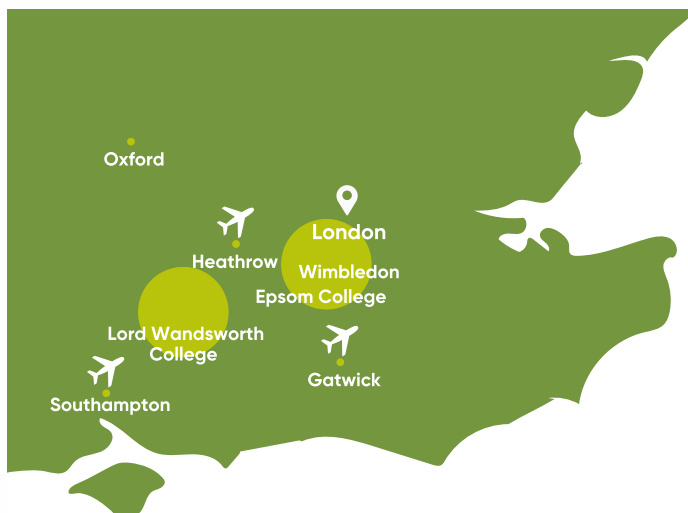 Oxford
London
Heathrow
Wimbledon
Epsom College
Lord Wandsworth
College
Gatwick
Southampton